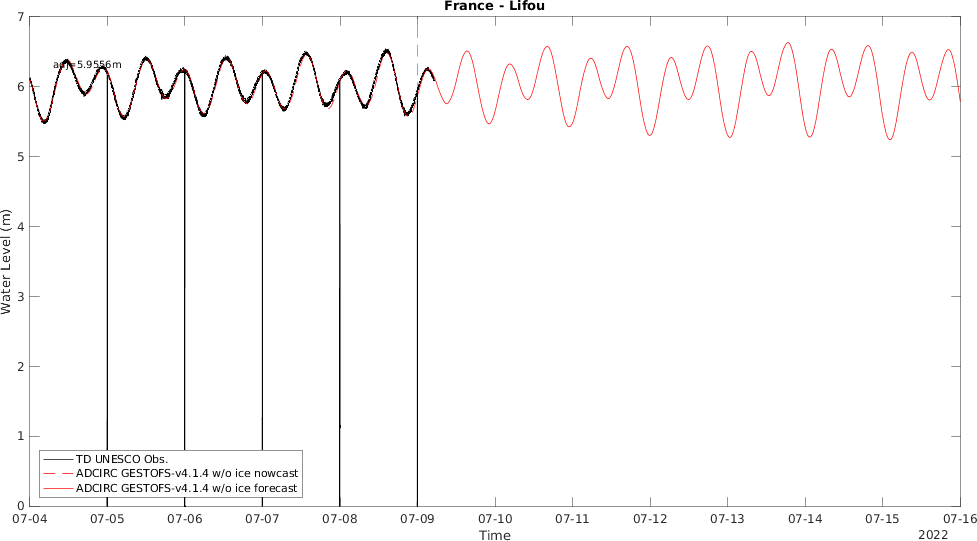 France - Lifou
adj=5.9556m
Water Level (m)
7
6
5
4
3
2
1
0
TD UNESCO Obs.
ADCIRC GESTOFS-v4.1.4 w/o ice nowcast
ADCIRC GESTOFS-v4.1.4 w/o ice forecast
07-04 07-05 07-06 07-07 07-08 07-09 07-10 07-11 07-12 07-13 07-14 07-15 07-16
Time
2022